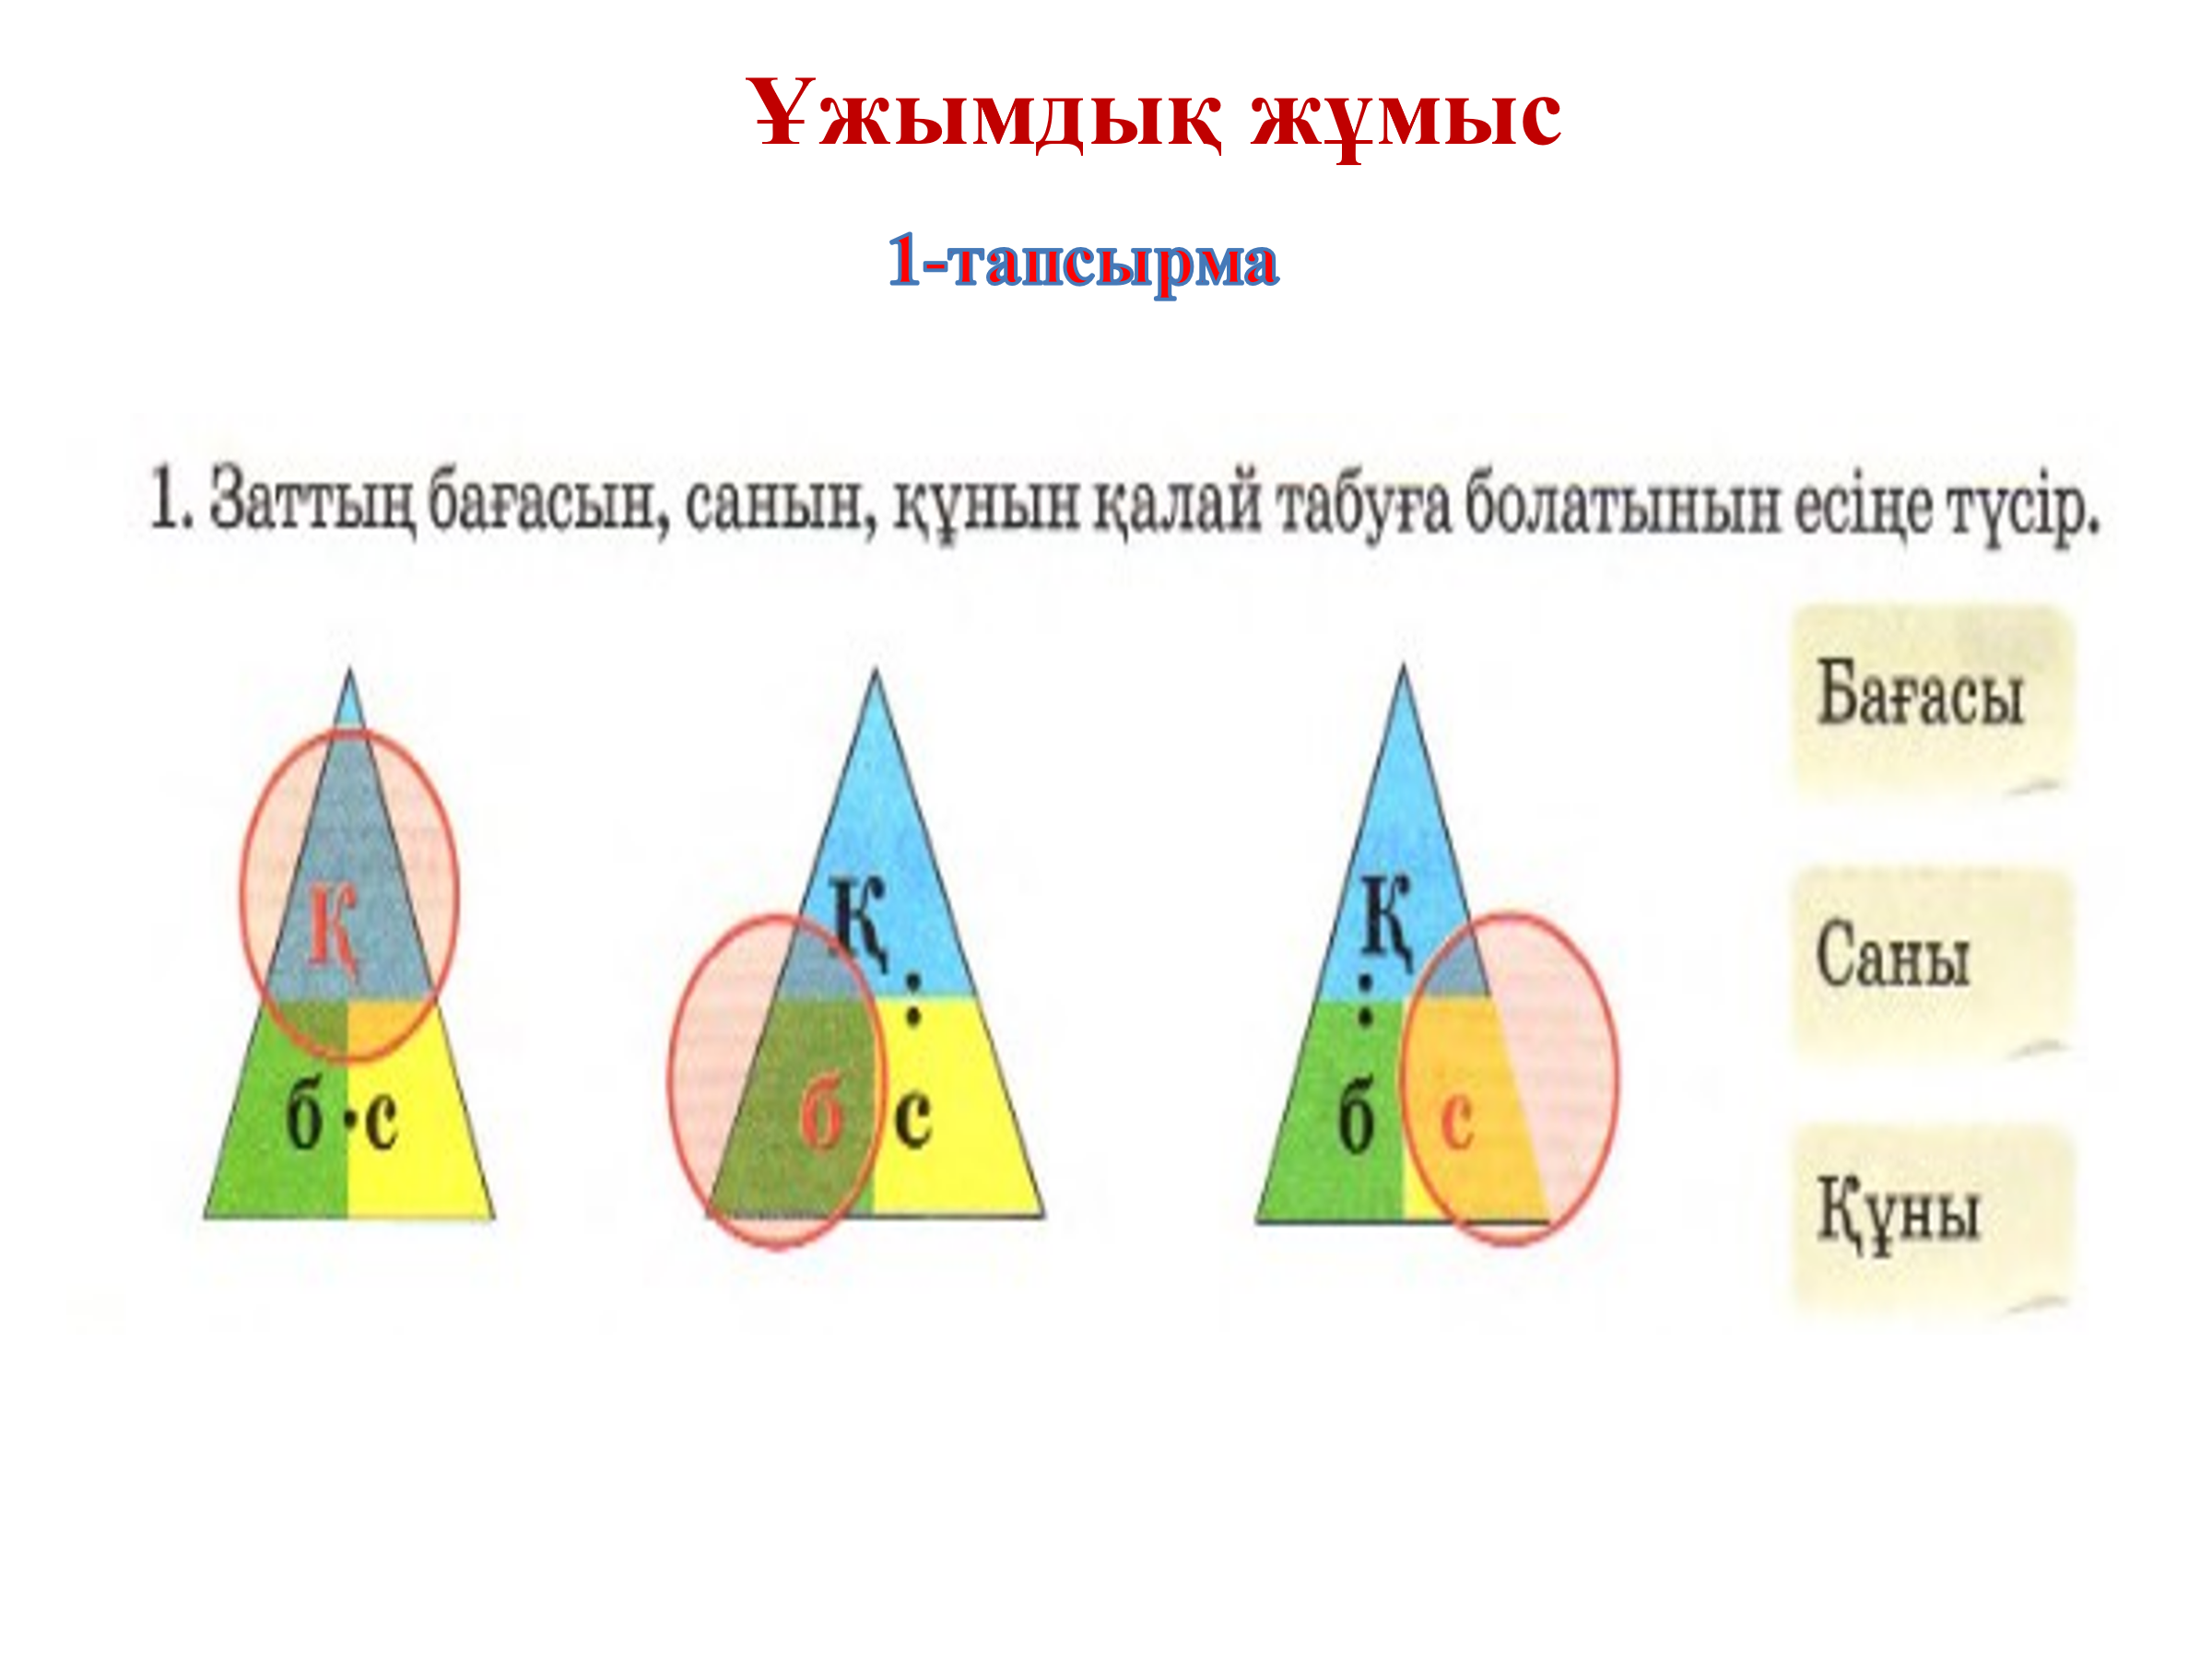 Ұжымдық жұмыс
1-тапсырма
1. Заттың бағасын, санын, құнын қалай табуға болатынын есіңе түсір.
Қ
б · с
Қ :
б с
Қ
: б с
Бағасы
Саны
Құны